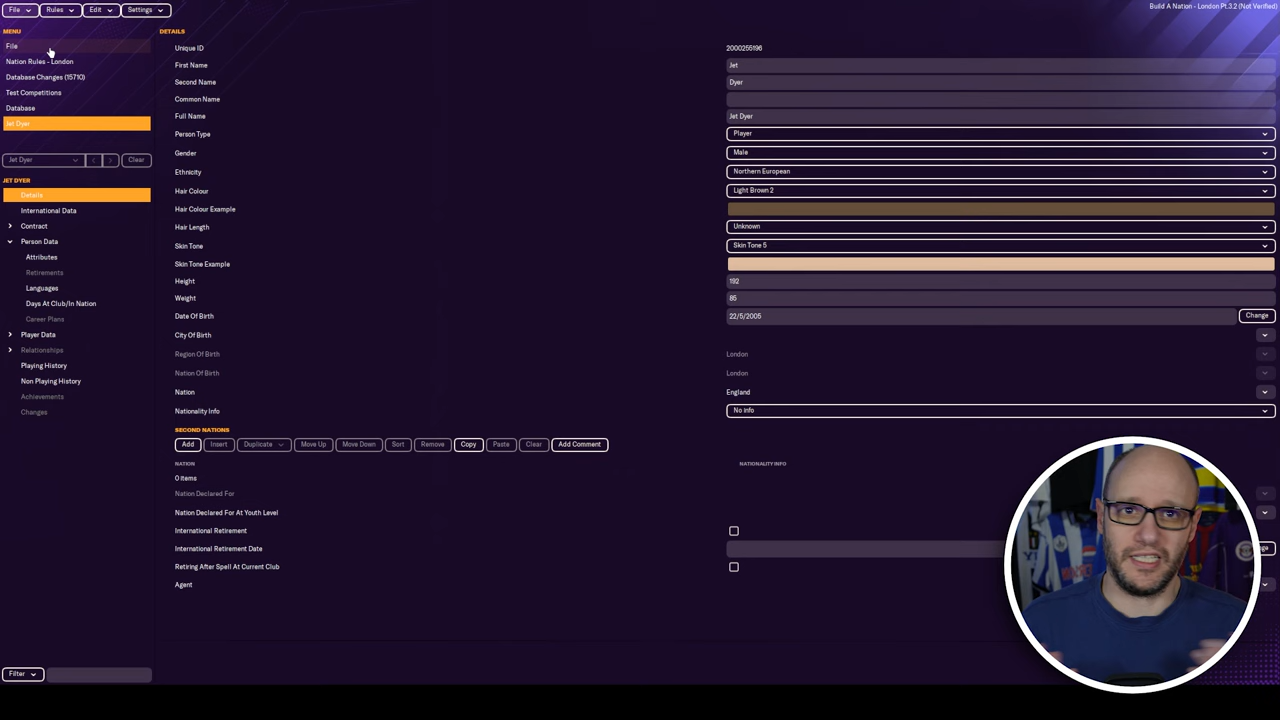 File Rules Edit Settings Build A Nation - London Pt.3.2 (Not Verified)
MENU
File
Nation Rules - London
Database Changes (15710)
Test Competitions
Database
Jet Dyer
Jet Dyer < > Clear
JET DYER
Details
International Data
Contract
Person Data
Attributes
Retirements
Languages
Days At Club/In Nation
Career Plans
Player Data
Relationships
Playing History
Non Playing History
Achievements
Changes
Filter
DETAILS
Unique ID 2000255196
First Name Jet
Second Name Dyer
Common Name
Full Name Jet Dyer
Person Type Player
Gender Male
Ethnicity Northern European
Hair Colour Light Brown 2
Hair Colour Example
Hair Length Unknown
Skin Tone Skin Tone 5
Skin Tone Example
Height 192
Weight 85
Date Of Birth 22/5/2005 Change
City Of Birth
Region Of Birth London
Nation Of Birth London
Nation England
Nationality Info No info
SECOND NATIONS
Add Insert Duplicate Move Up Move Down Sort Remove Copy Paste Clear Add Comment
NATION NATIONALITY INFO
0 items
Nation Declared For
Nation Declared For At Youth Level
International Retirement
International Retirement Date
Retiring After Spell At Current Club
Agent